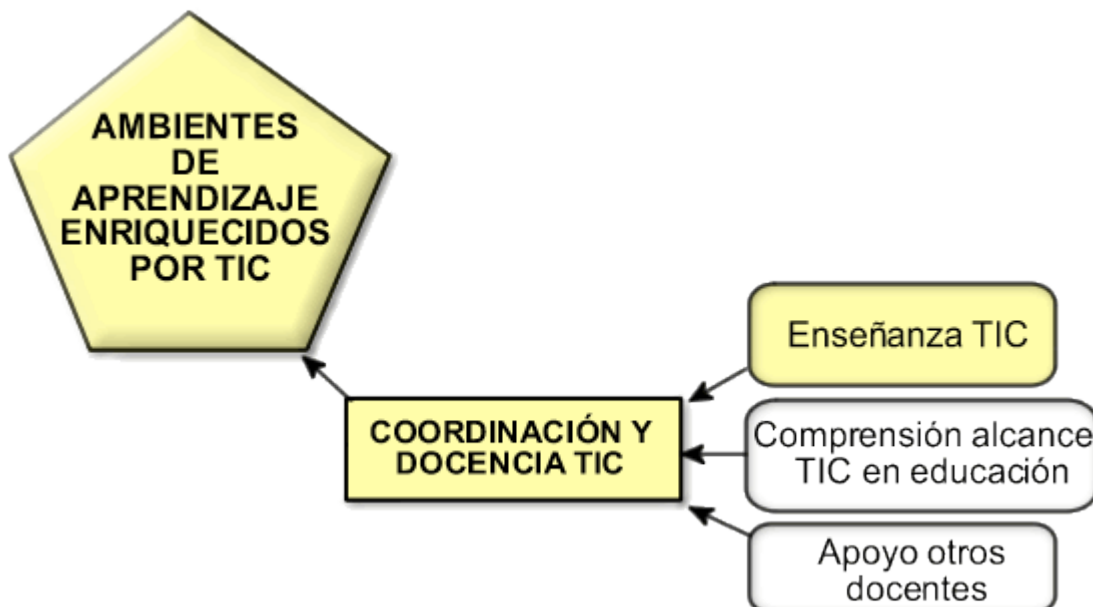 AMBIENTES
DE
APRENDIZAJE
ENRIQUECIDOS
POR TIC
COORDINACIÓN Y
DOCENCIA TIC
Enseñanza TIC
Comprensión alcance
TIC en educación
Apoyo otros
docentes